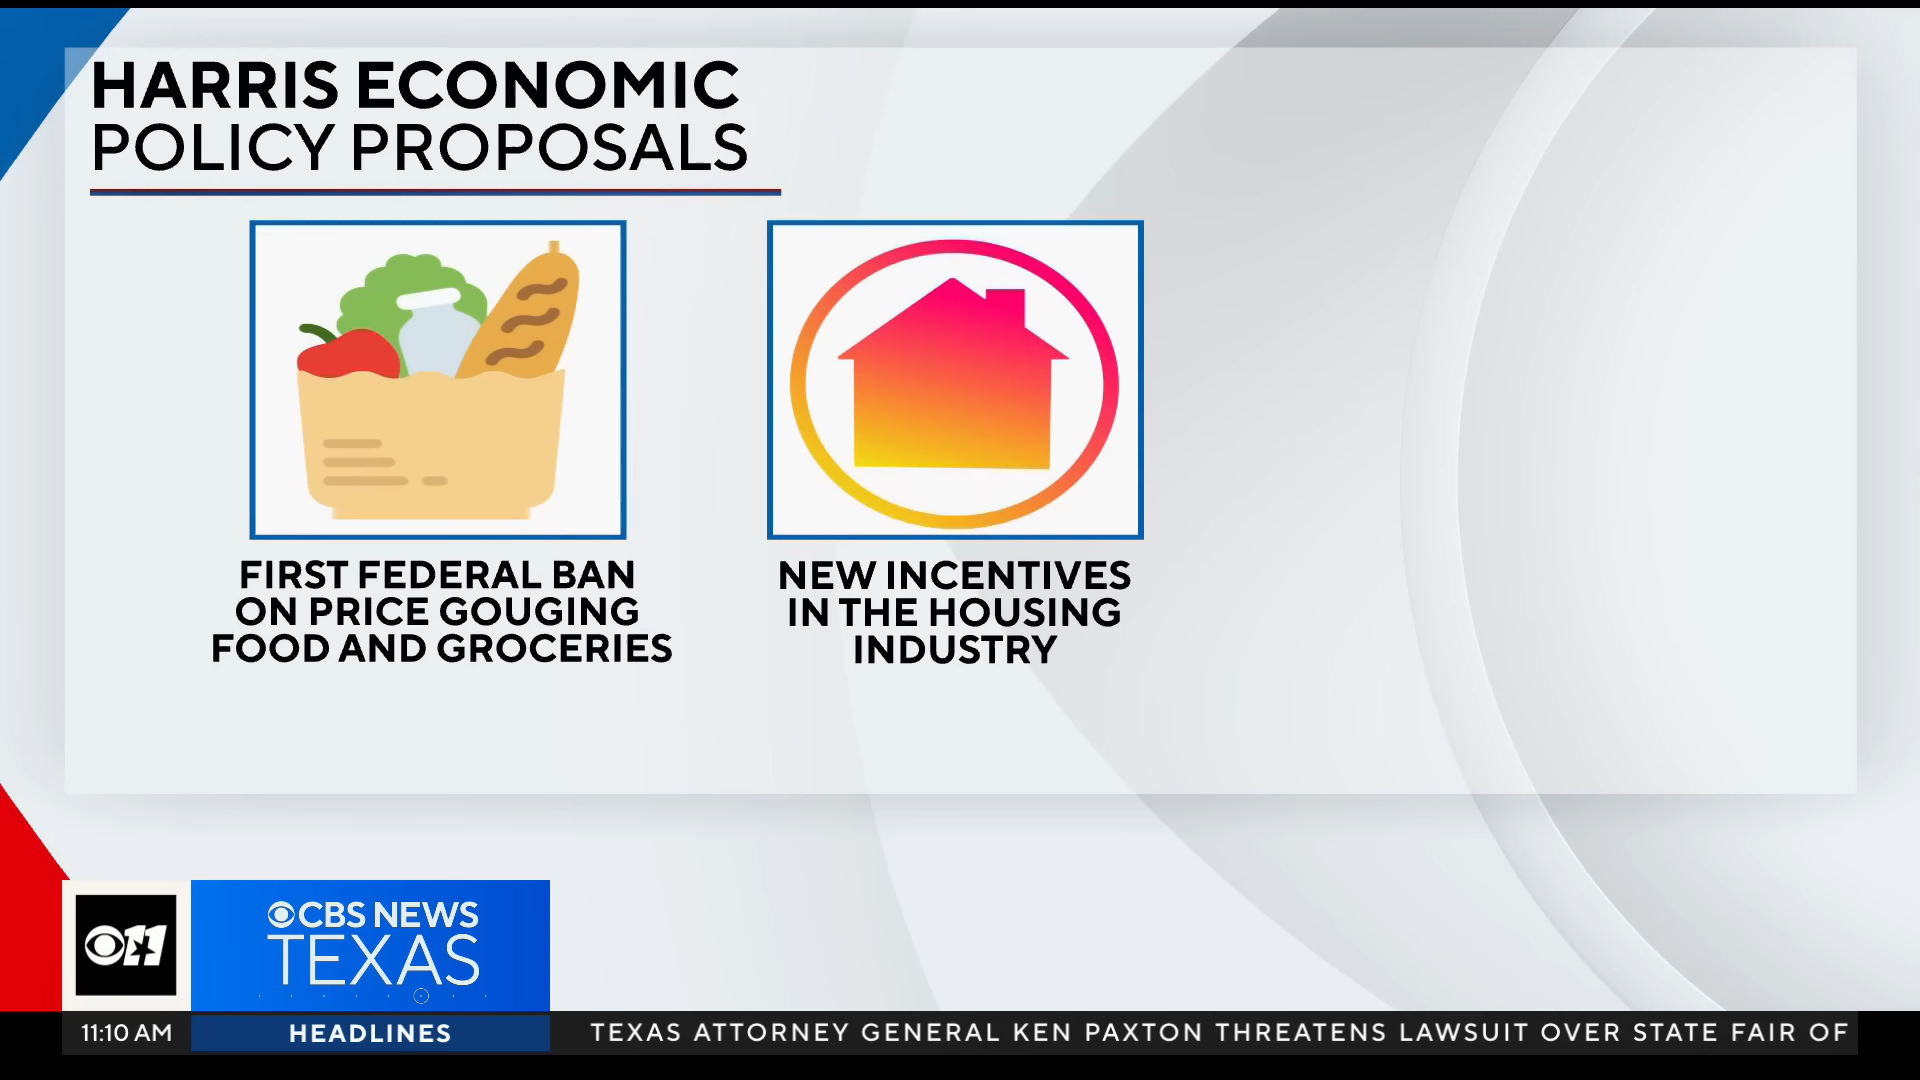 HARRIS ECONOMIC
POLICY PROPOSALS
FIRST FEDERAL BAN
ON PRICE GOUGING
FOOD AND GROCERIES
NEW INCENTIVES
IN THE HOUSING
INDUSTRY
11
CBS NEWS
TEXAS
11:10 AM
HEADLINES
TEXAS ATTORNEY GENERAL KEN PAXTON THREATENS LAWSUIT OVER STATE FAIR OF